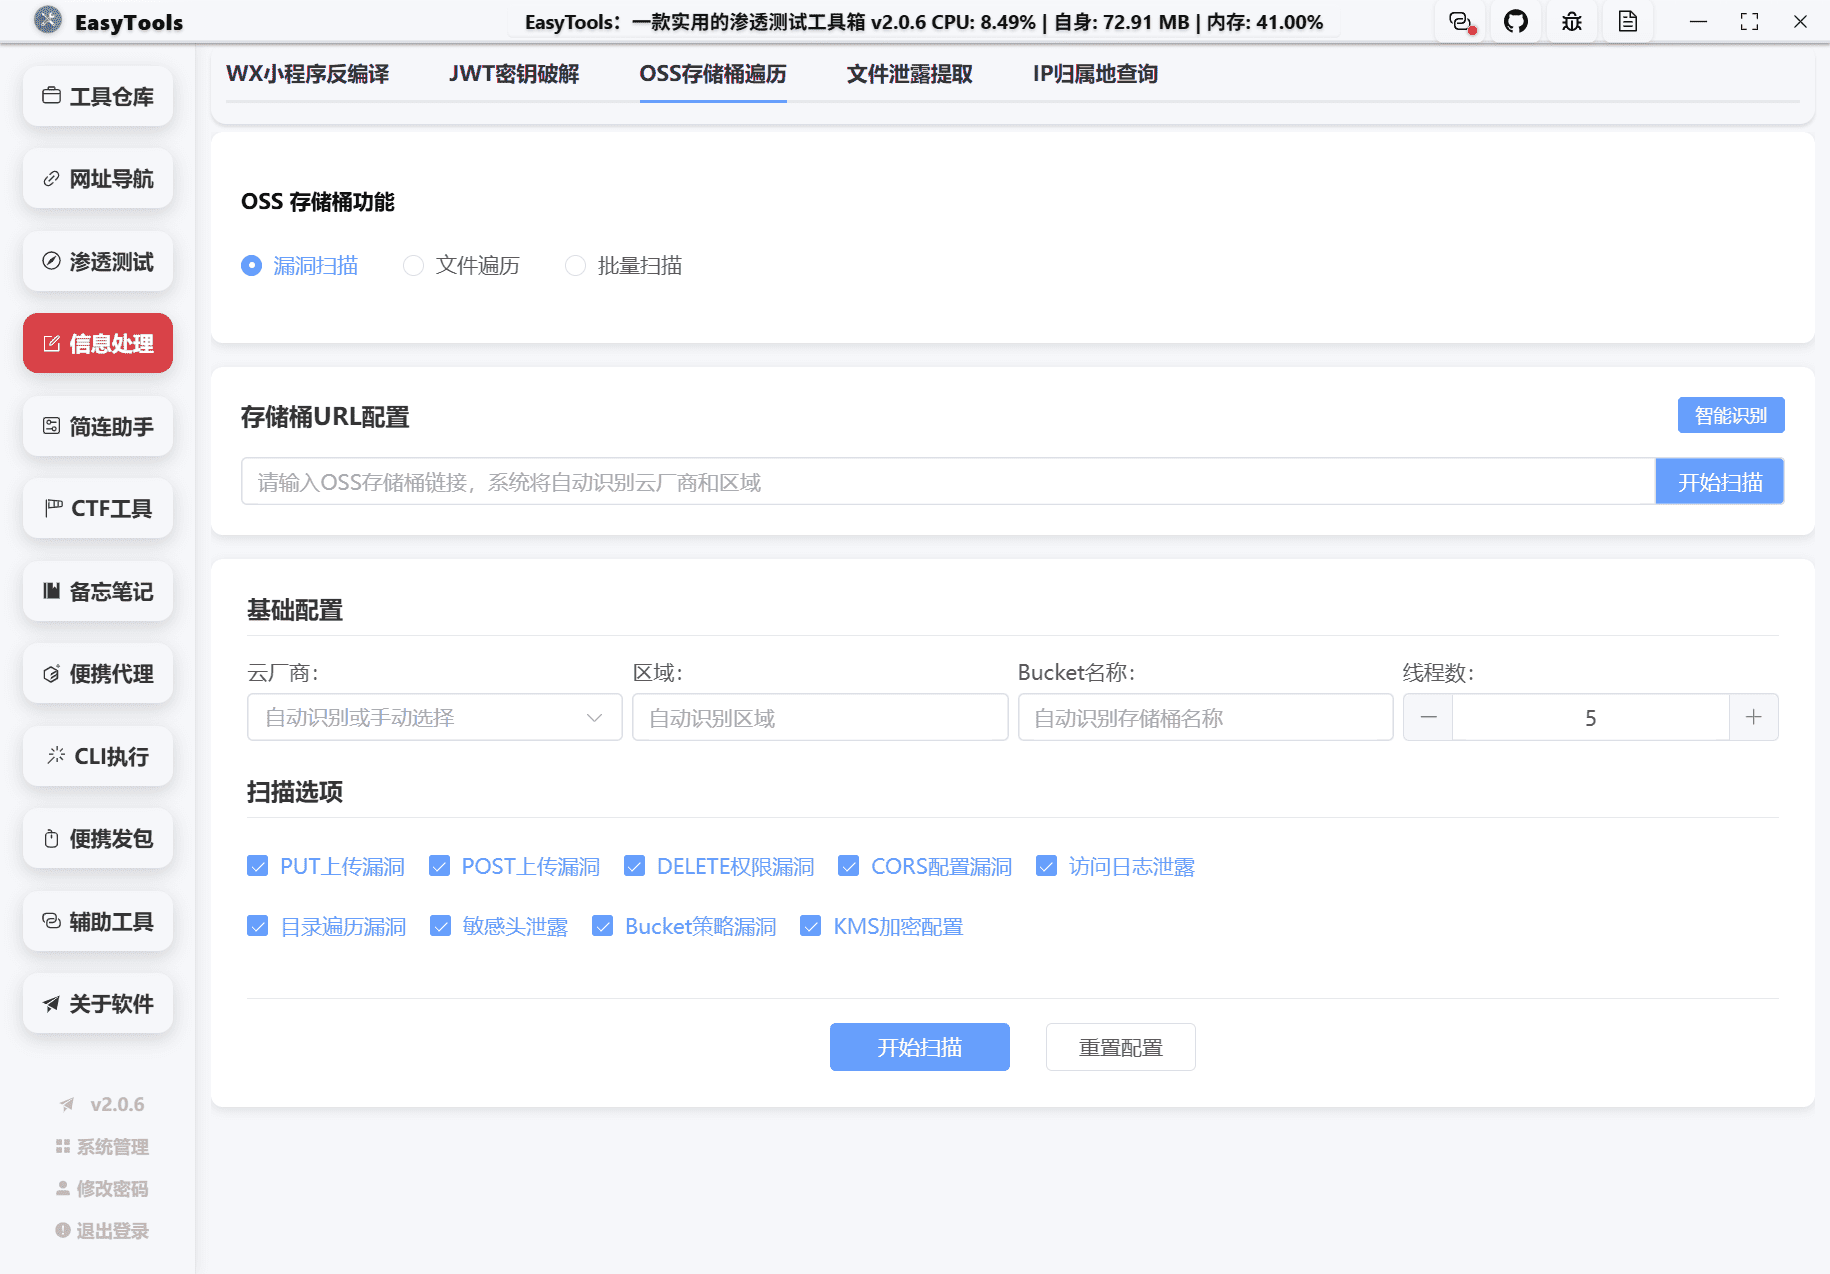 EasyTools
EasyTools：一款实用的渗透测试工具箱 v2.0.6 CPU: 8.49% | 自身: 72.91 MB | 内存: 41.00%
工具仓库
网址导航
渗透测试
信息处理
简连助手
CTF工具
备忘笔记
便携代理
CLI执行
便携发包
辅助工具
关于软件
v2.0.6
系统管理
修改密码
退出登录
WX小程序反编译 JWT密钥破解 OSS存储桶遍历 文件泄露提取 IP归属地查询
OSS 存储桶功能
漏洞扫描 文件遍历 批量扫描
存储桶URL配置 智能识别
请输入OSS存储桶链接，系统将自动识别云厂商和区域 开始扫描
基础配置
云厂商： 区域： Bucket名称： 线程数：
自动识别或手动选择 自动识别区域 自动识别存储桶名称 5
扫描选项
PUT上传漏洞 POST上传漏洞 DELETE权限漏洞 CORS配置漏洞 访问日志泄露
目录遍历漏洞 敏感头泄露 Bucket策略漏洞 KMS加密配置
开始扫描 重置配置